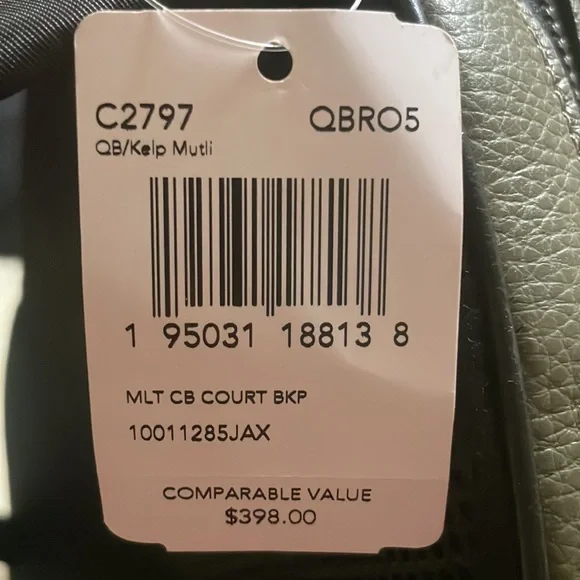 C2797 QBRO5
QB/Kelp Mutli
1 95031 18813 8
MLT CB COURT BKP
10011285JAX
COMPARABLE VALUE
$398.00